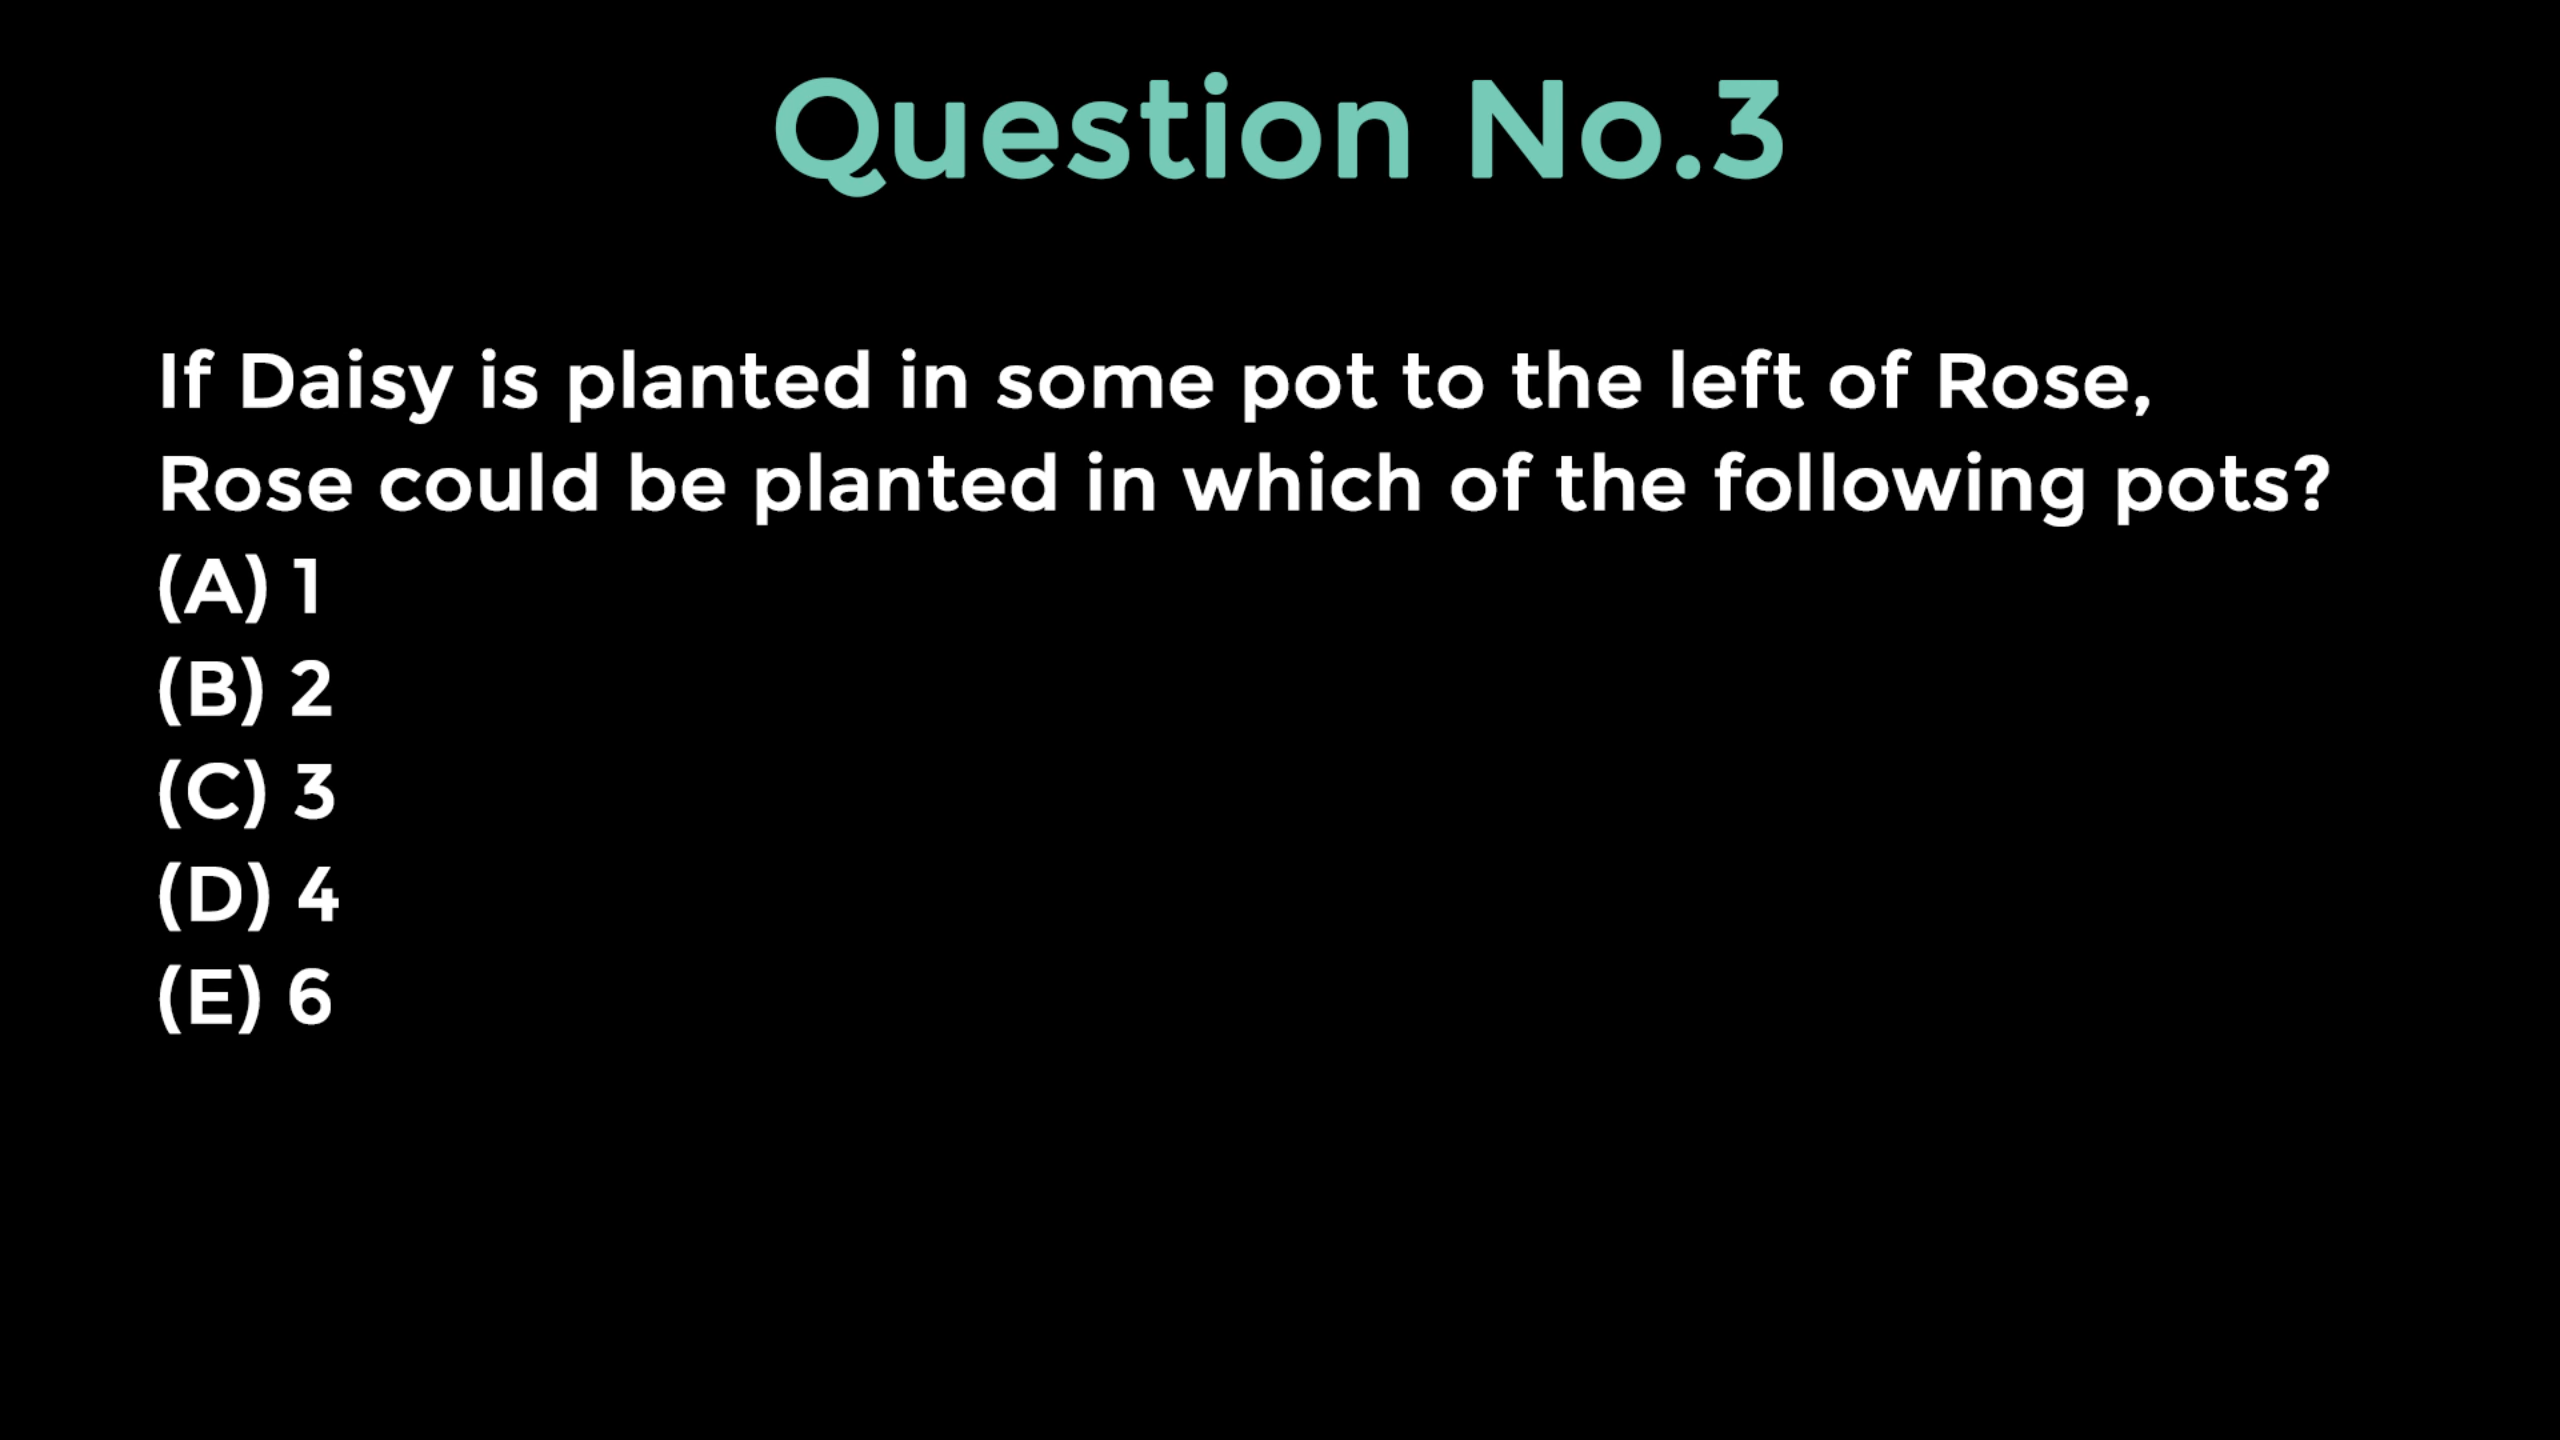 Question No.3
If Daisy is planted in some pot to the left of Rose,
Rose could be planted in which of the following pots?
(A) 1
(B) 2
(C) 3
(D) 4
(E) 6